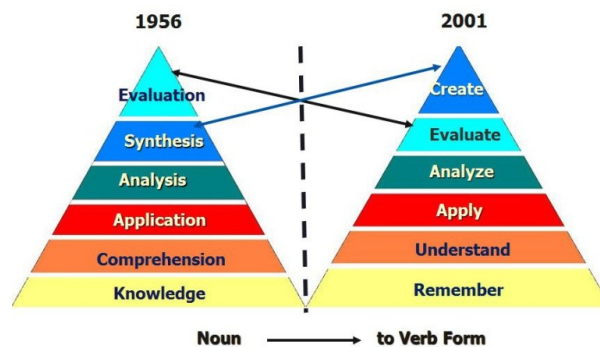 1956
Evaluation
Synthesis
Analysis
Application
Comprehension
Knowledge
2001
Create
Evaluate
Analyze
Apply
Understand
Remember
Noun to Verb Form